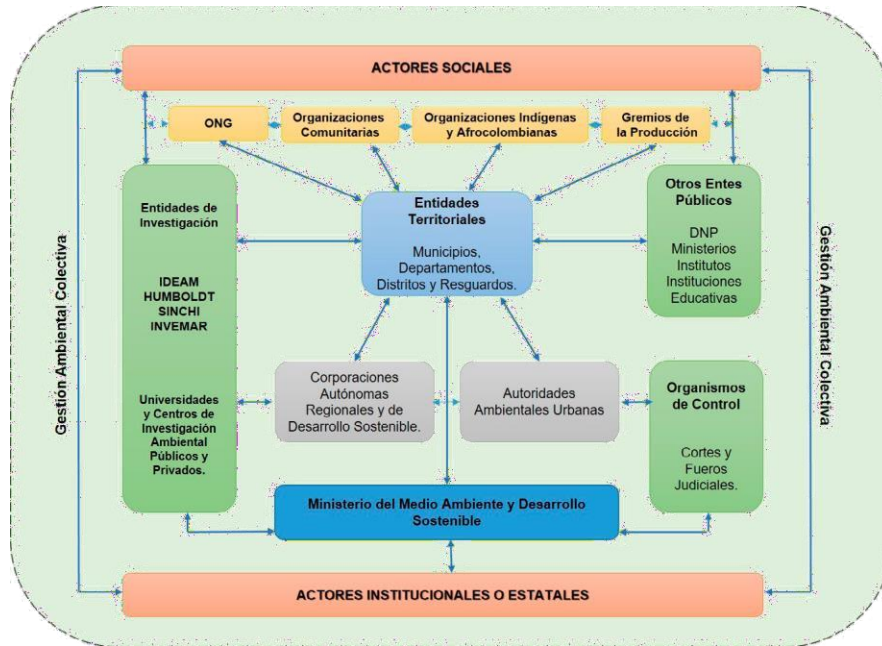 ACTORES SOCIALES
ONG
Organizaciones
Comunitarias
Organizaciones Indígenas
y Afrocolombianas
Gremios de
la Producción
Entidades de
Investigación
IDEAM
HUMBOLDT
SINCHI
INVEMAR
Universidades
y Centros de
Investigación
Ambiental
Públicos y
Privados.
Entidades
Territoriales
Municipios,
Departamentos,
Distritos y Resguardos.
Otros Entes
Públicos
DNP
Ministerios
Institutos
Instituciones
Educativas
Gestión Ambiental Colectiva
Gestión Ambiental Colectiva
Corporaciones
Autónomas
Regionales y de
Desarrollo Sostenible.
Autoridades
Ambientales Urbanas
Organismos
de Control
Cortes y
Fueros
Judiciales.
Ministerio del Medio Ambiente y Desarrollo
Sostenible
ACTORES INSTITUCIONALES O ESTATALES